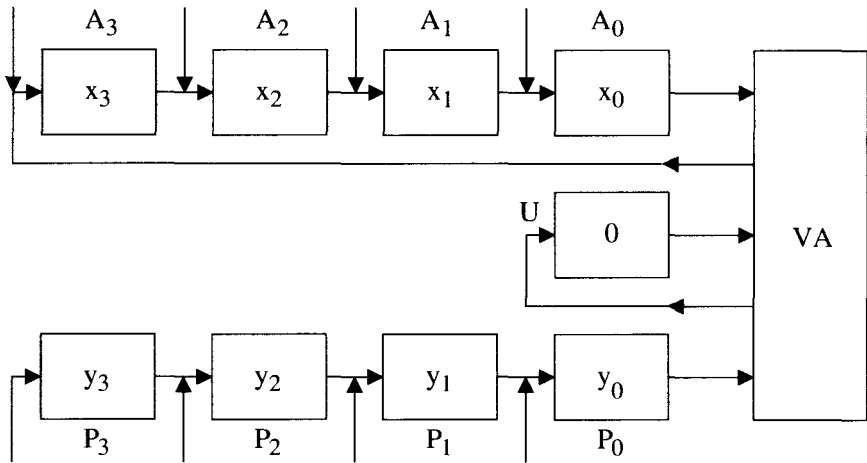 A₃ A₂ A₁ A₀
x₃ x₂ x₁ x₀
U 0 VA
y₃ y₂ y₁ y₀
P₃ P₂ P₁ P₀